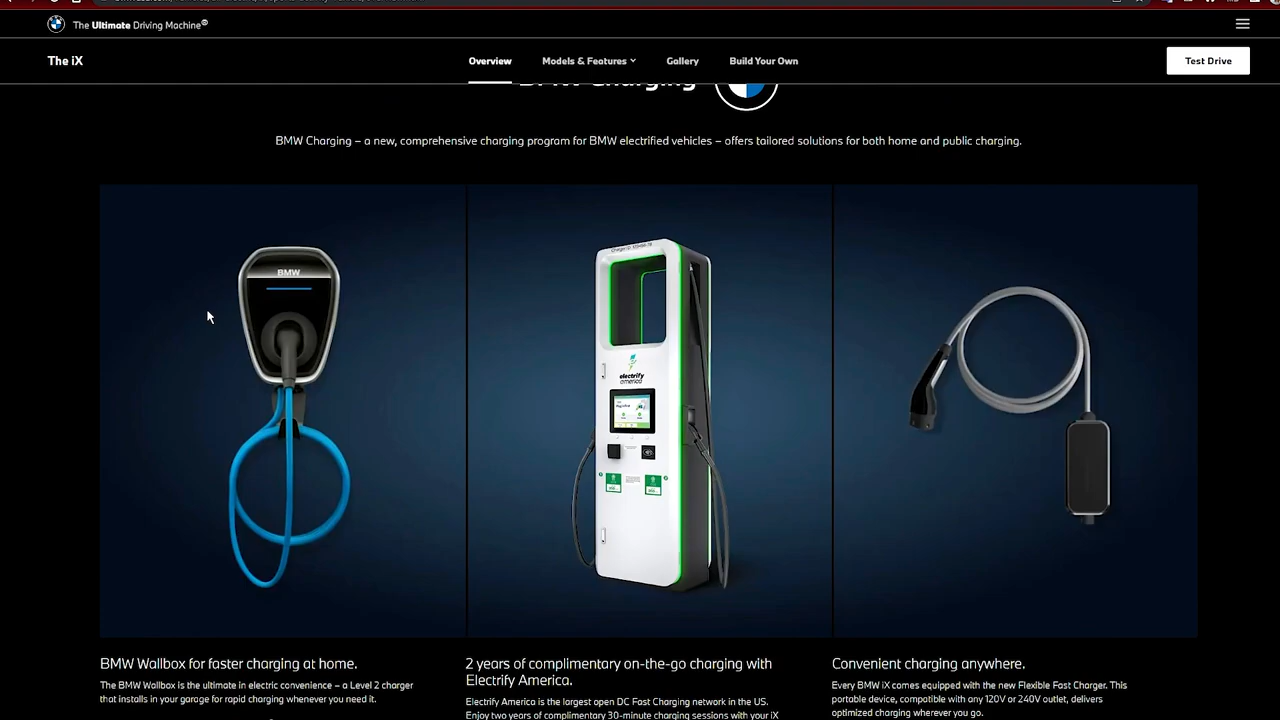 The Ultimate Driving Machine®
The iX
Overview
Models & Features
Gallery
Build Your Own
Test Drive
BMW Charging
BMW Charging – a new, comprehensive charging program for BMW electrified vehicles – offers tailored solutions for both home and public charging.
BMW
electrify
america
BMW Wallbox for faster charging at home.
The BMW Wallbox is the ultimate in electric convenience – a Level 2 charger
that installs in your garage for rapid charging whenever you need it.
2 years of complimentary on-the-go charging with
Electrify America.
Electrify America is the largest open DC Fast Charging network in the US.
Enjoy two years of complimentary 30-minute charging sessions with your iX
Convenient charging anywhere.
Every BMW iX comes equipped with the new Flexible Fast Charger. This
portable device, compatible with any 120V or 240V outlet, delivers
optimized charging wherever you go.